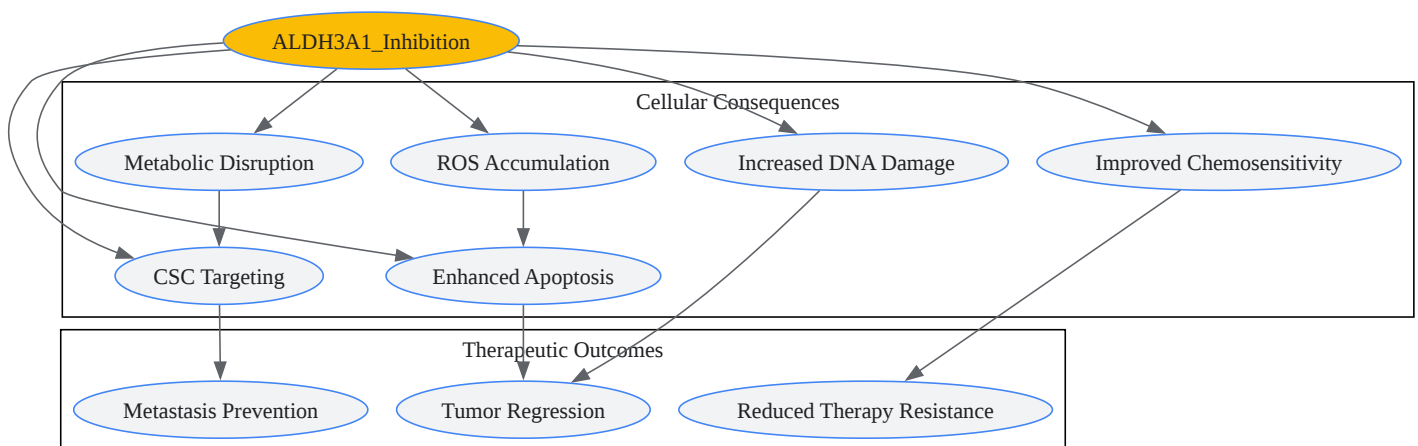 ALDH3A1_Inhibition
Cellular Consequences
Metabolic Disruption
ROS Accumulation
Increased DNA Damage
Improved Chemosensitivity
CSC Targeting
Enhanced Apoptosis
Therapeutic Outcomes
Metastasis Prevention
Tumor Regression
Reduced Therapy Resistance